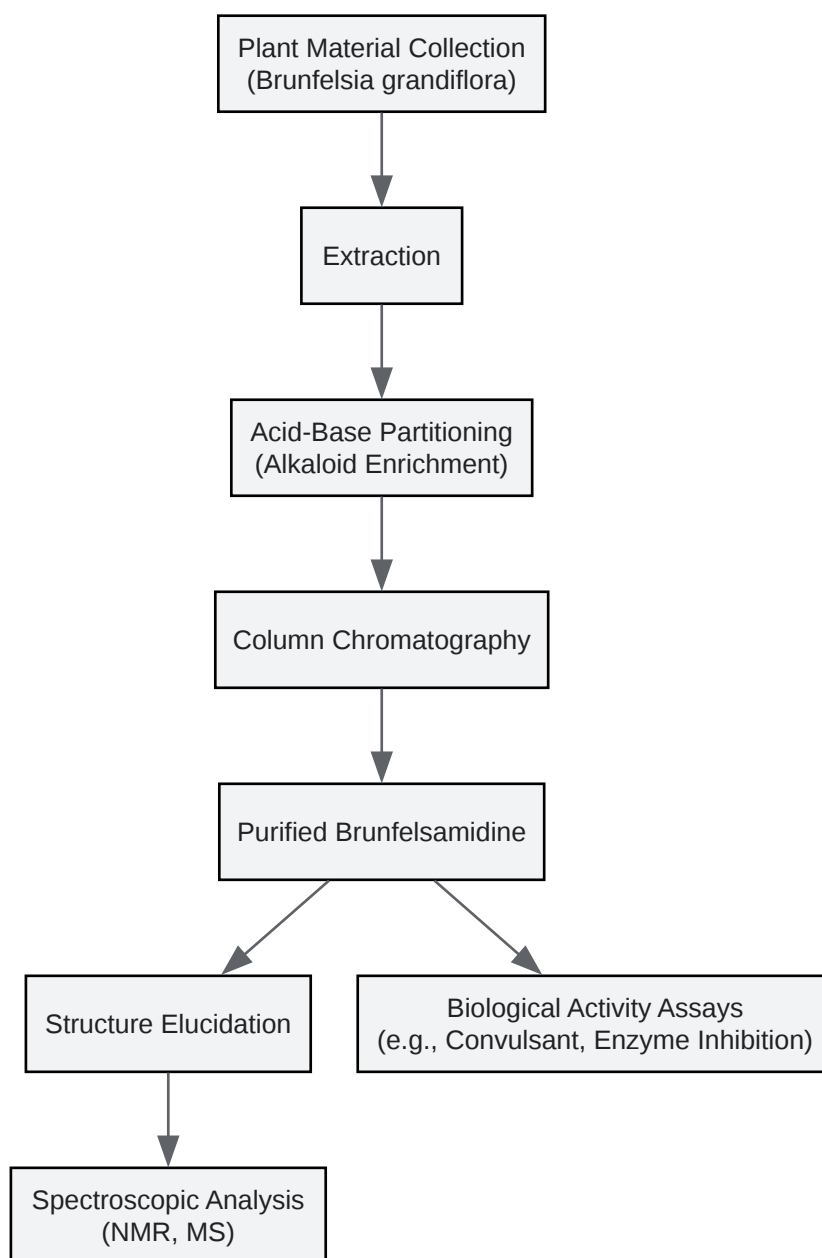 Plant Material Collection
(Brunfelsia grandiflora)
Extraction
Acid-Base Partitioning
(Alkaloid Enrichment)
Column Chromatography
Purified Brunfelsamidine
Structure Elucidation
Biological Activity Assays
(e.g., Convulsant, Enzyme Inhibition)
Spectroscopic Analysis
(NMR, MS)